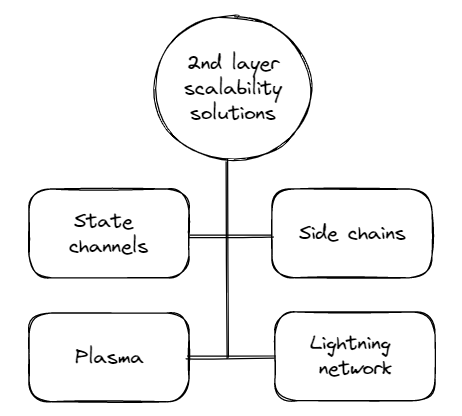 2nd layer
scalability
solutions
State
channels
Side chains
Plasma
Lightning
network